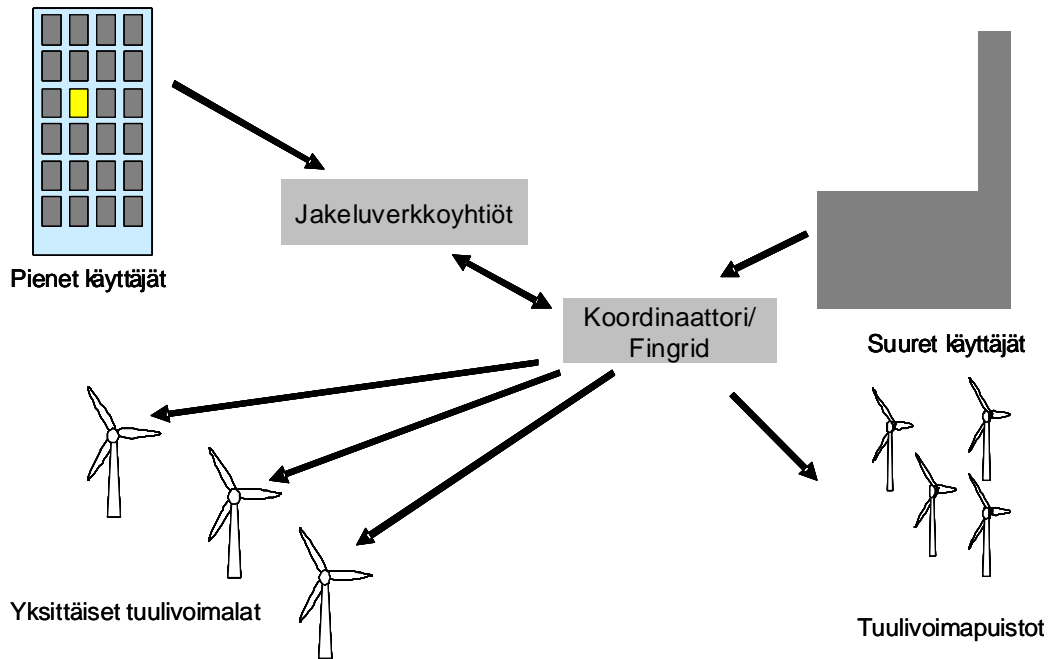 Jakeluverkkoyhtiöt
Pienet käyttäjät
Koordinaattori/
Fingrid
Suuret käyttäjät
Yksittäiset tuulivoimalat
Tuulivoimapuistot